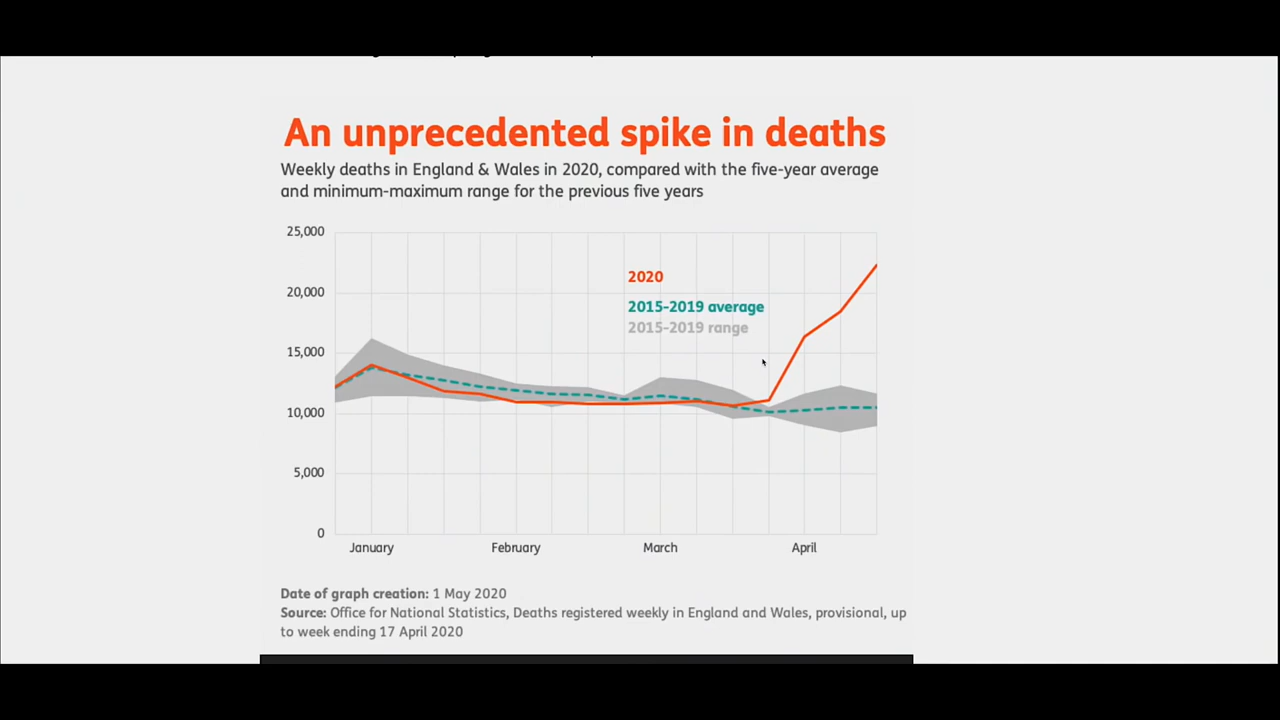 An unprecedented spike in deaths
Weekly deaths in England & Wales in 2020, compared with the five-year average
and minimum-maximum range for the previous five years
25,000
2020
20,000
2015-2019 average
2015-2019 range
15,000
10,000
5,000
0
January February March April
Date of graph creation: 1 May 2020
Source: Office for National Statistics, Deaths registered weekly in England and Wales, provisional, up
to week ending 17 April 2020